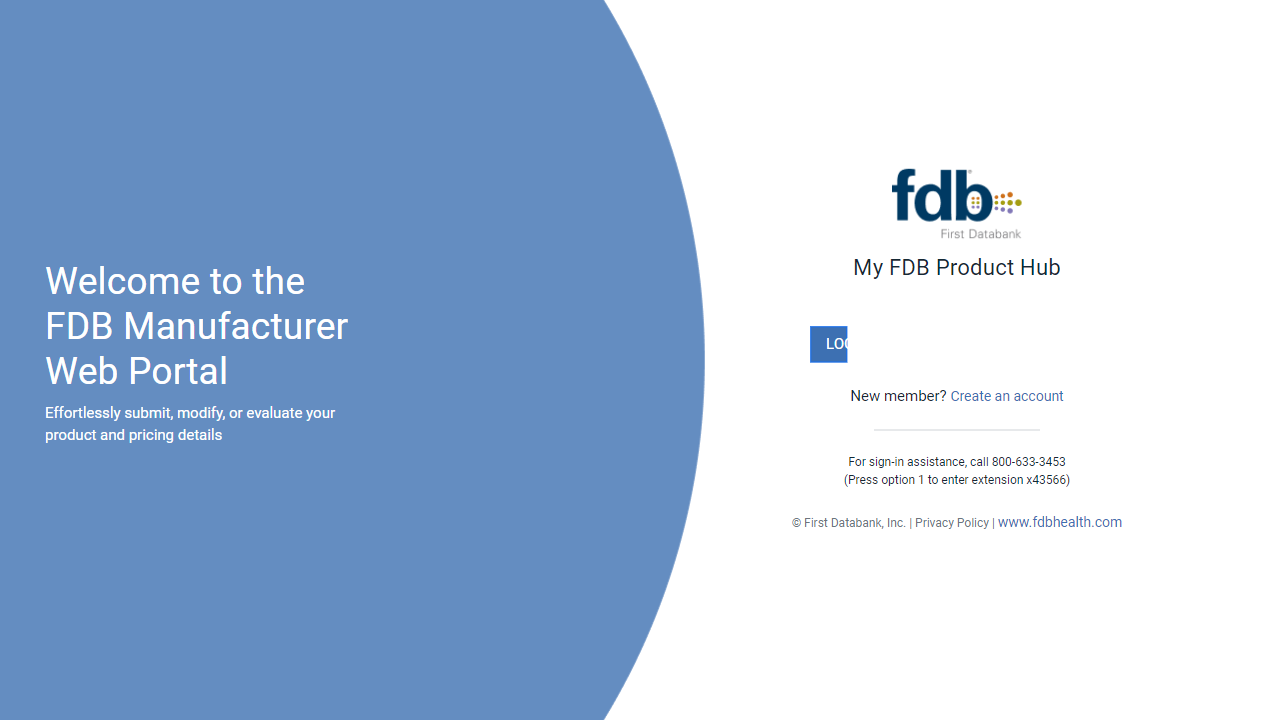 Welcome to the
FDB Manufacturer
Web Portal
Effortlessly submit, modify, or evaluate your
product and pricing details
fdb
First Databank
My FDB Product Hub
New member? Create an account
For sign-in assistance, call 800-633-3453
(Press option 1 to enter extension x43566)
© First Databank, Inc. | Privacy Policy | www.fdbhealth.com